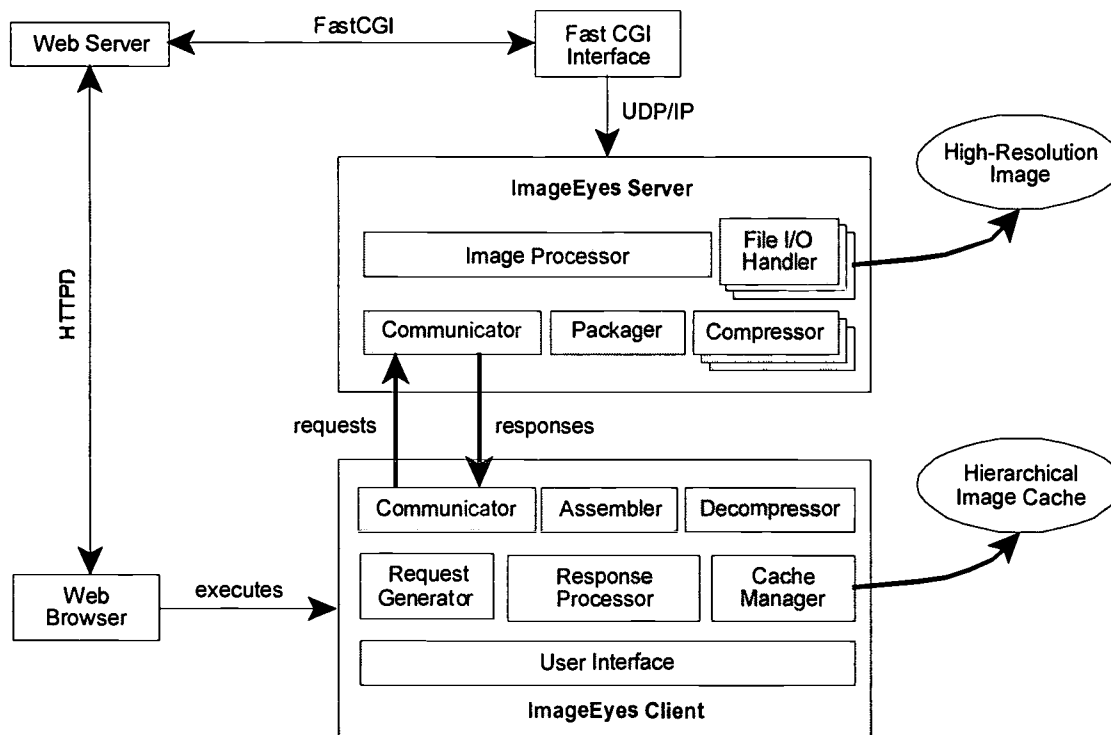 FastCGI
Web Server
Fast CGI
Interface
UDP/IP
High-Resolution
Image
ImageEyes Server
Image Processor
File I/O
Handler
Communicator
Packager
Compressor
HTTPD
requests
responses
Hierarchical
Image Cache
Communicator
Assembler
Decompressor
Web
Browser
executes
Request
Generator
Response
Processor
Cache
Manager
User Interface
ImageEyes Client